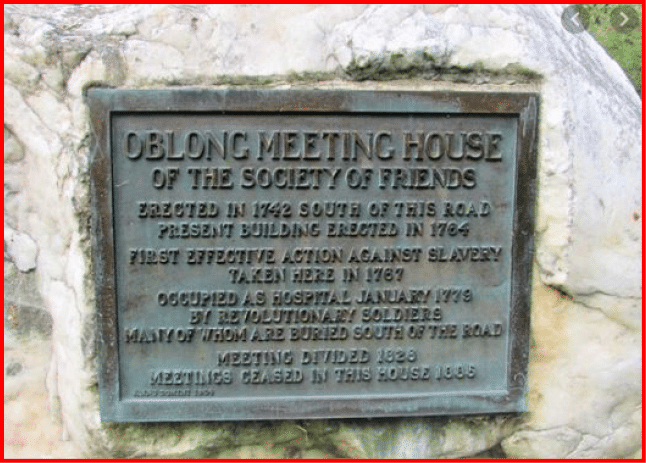 OBLONG MEETING HOUSE
OF THE SOCIETY OF FRIENDS
ERECTED IN 1742 SOUTH OF THIS ROAD
PRESENT BUILDING ERECTED IN 1764
FIRST EFFECTIVE ACTION AGAINST SLAVERY
TAKEN HERE IN 1767
OCCUPIED AS HOSPITAL JANUARY 1779
BY REVOLUTIONARY SOLDIERS
MANY OF WHOM ARE BURIED SOUTH OF THE ROAD
MEETING DIVIDED 1828
MEETINGS CEASED IN THIS HOUSE 1885